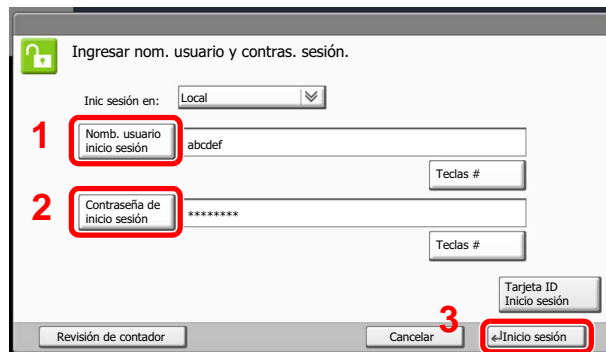 Ingresar nom. usuario y contras. sesión.
Inic sesión en:
Local
1
Nomb. usuario
inicio sesión
abcdef
Teclas #
2
Contraseña de
inicio sesión
********
Teclas #
Tarjeta ID
Inicio sesión
3
Revisión de contador
Cancelar
Inicio sesión